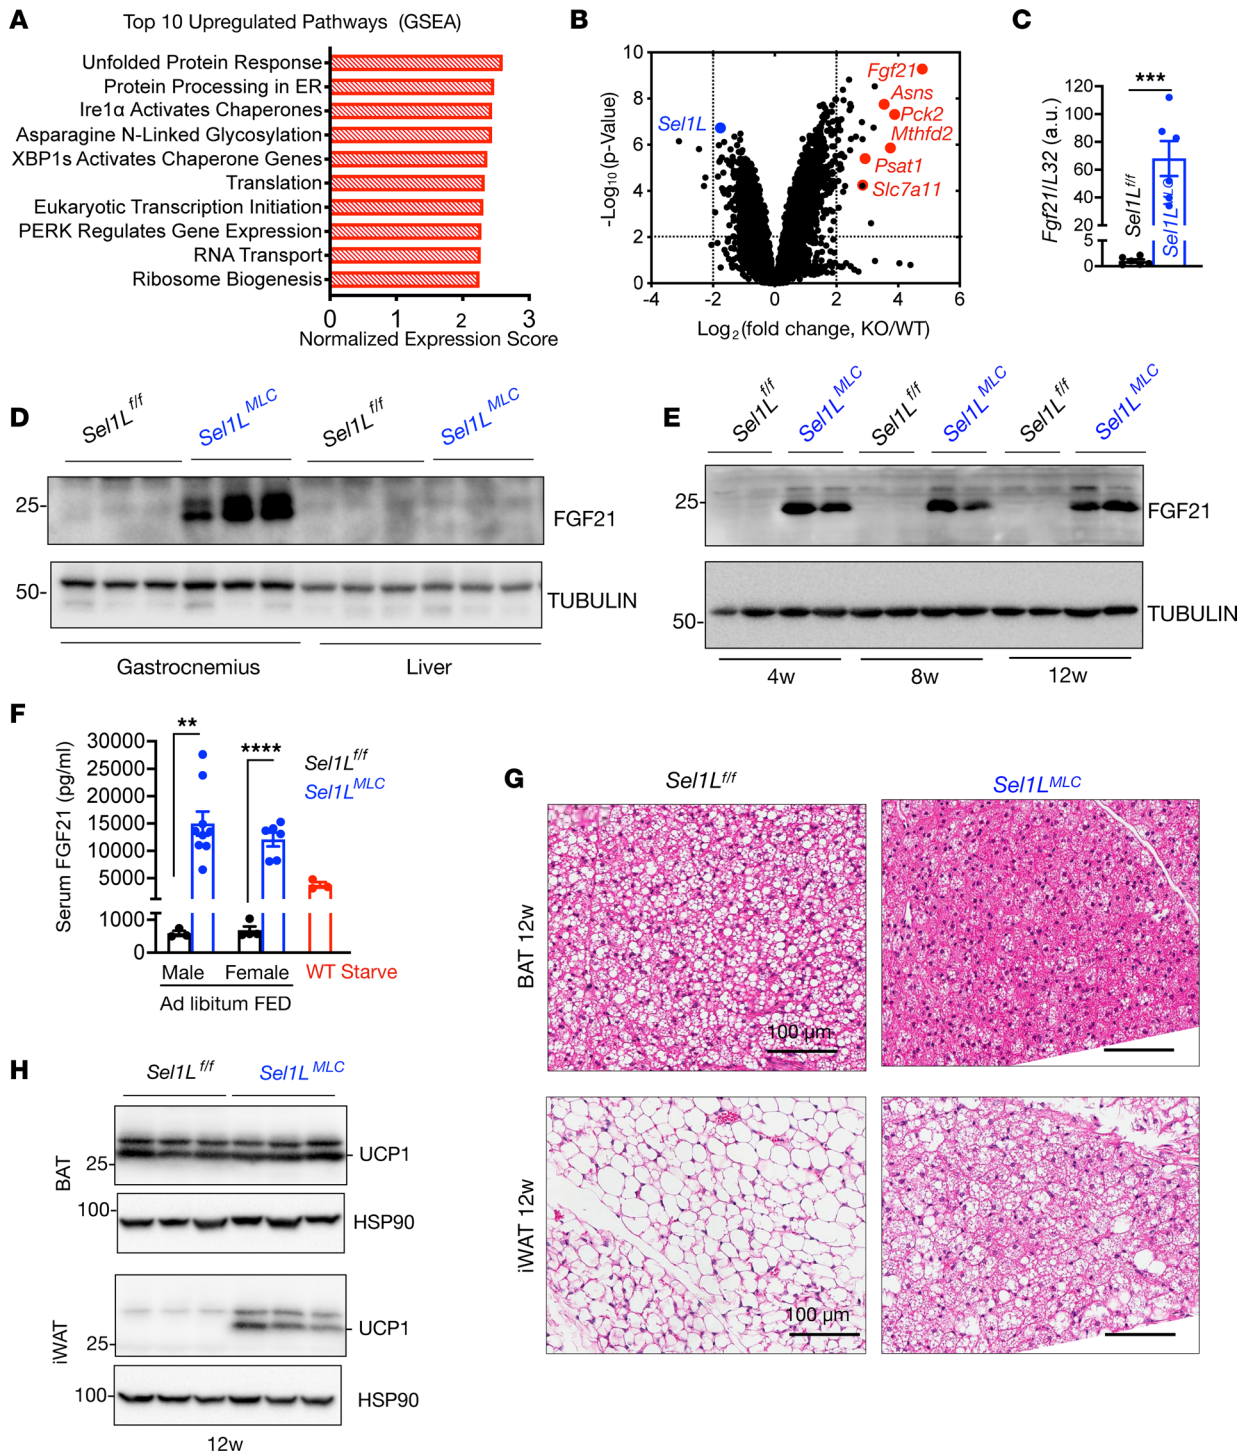 A
Top 10 Upregulated Pathways (GSEA)
Unfolded Protein Response
Protein Processing in ER
Ire1α Activates Chaperones
Asparagine N-Linked Glycosylation
XBP1s Activates Chaperone Genes
Translation
Eukaryotic Transcription Initiation
PERK Regulates Gene Expression
RNA Transport
Ribosome Biogenesis
0 1 2 3
Normalized Expression Score
B
10
8
6
4
2
0
-4 -2 0 2 4 6
-Log10(p-Value)
Log2(fold change, KO/WT)
Sel1L
Fgf21
Asns
Pck2
Mthfd2
Psat1
Slc7a11
C
***
120
100
80
60
40
20
5
0
Fgf21/L32 (a.u.)
Sel1Lf/f
Sel1LMLC
D
Sel1Lf/f
Sel1LMLC
Sel1Lf/f
Sel1LMLC
25-
FGF21
50-
TUBULIN
Gastrocnemius
Liver
E
Sel1Lf/f
Sel1LMLC
Sel1Lf/f
Sel1LMLC
Sel1Lf/f
Sel1LMLC
25-
FGF21
50-
TUBULIN
4w
8w
12w
F
Serum FGF21 (pg/ml)
30000
25000
20000
15000
10000
5000
1000
0
**
****
Sel1Lf/f
Sel1LMLC
Male
Female
WT Starve
Ad libitum FED
G
Sel1Lf/f
Sel1LMLC
BAT 12w
100 µm
iWAT 12w
100 µm
H
Sel1Lf/f
Sel1LMLC
BAT
25-
UCP1
100-
HSP90
iWAT
UCP1
25-
100-
HSP90
12w